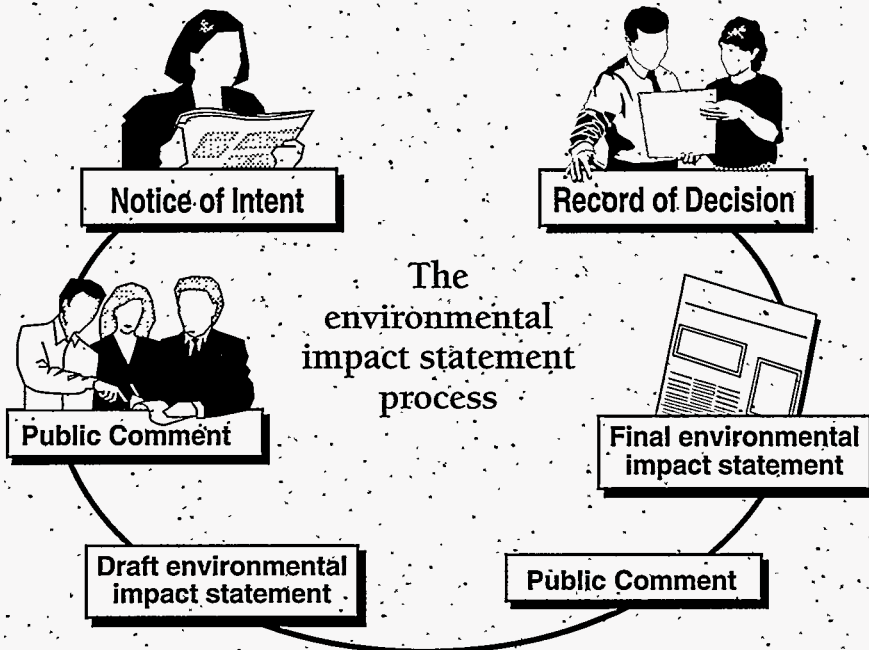 Notice of Intent
Record of Decision
The
environmental
impact statement
process
Public Comment
Final environmental
impact statement
Draft environmental
impact statement
Public Comment